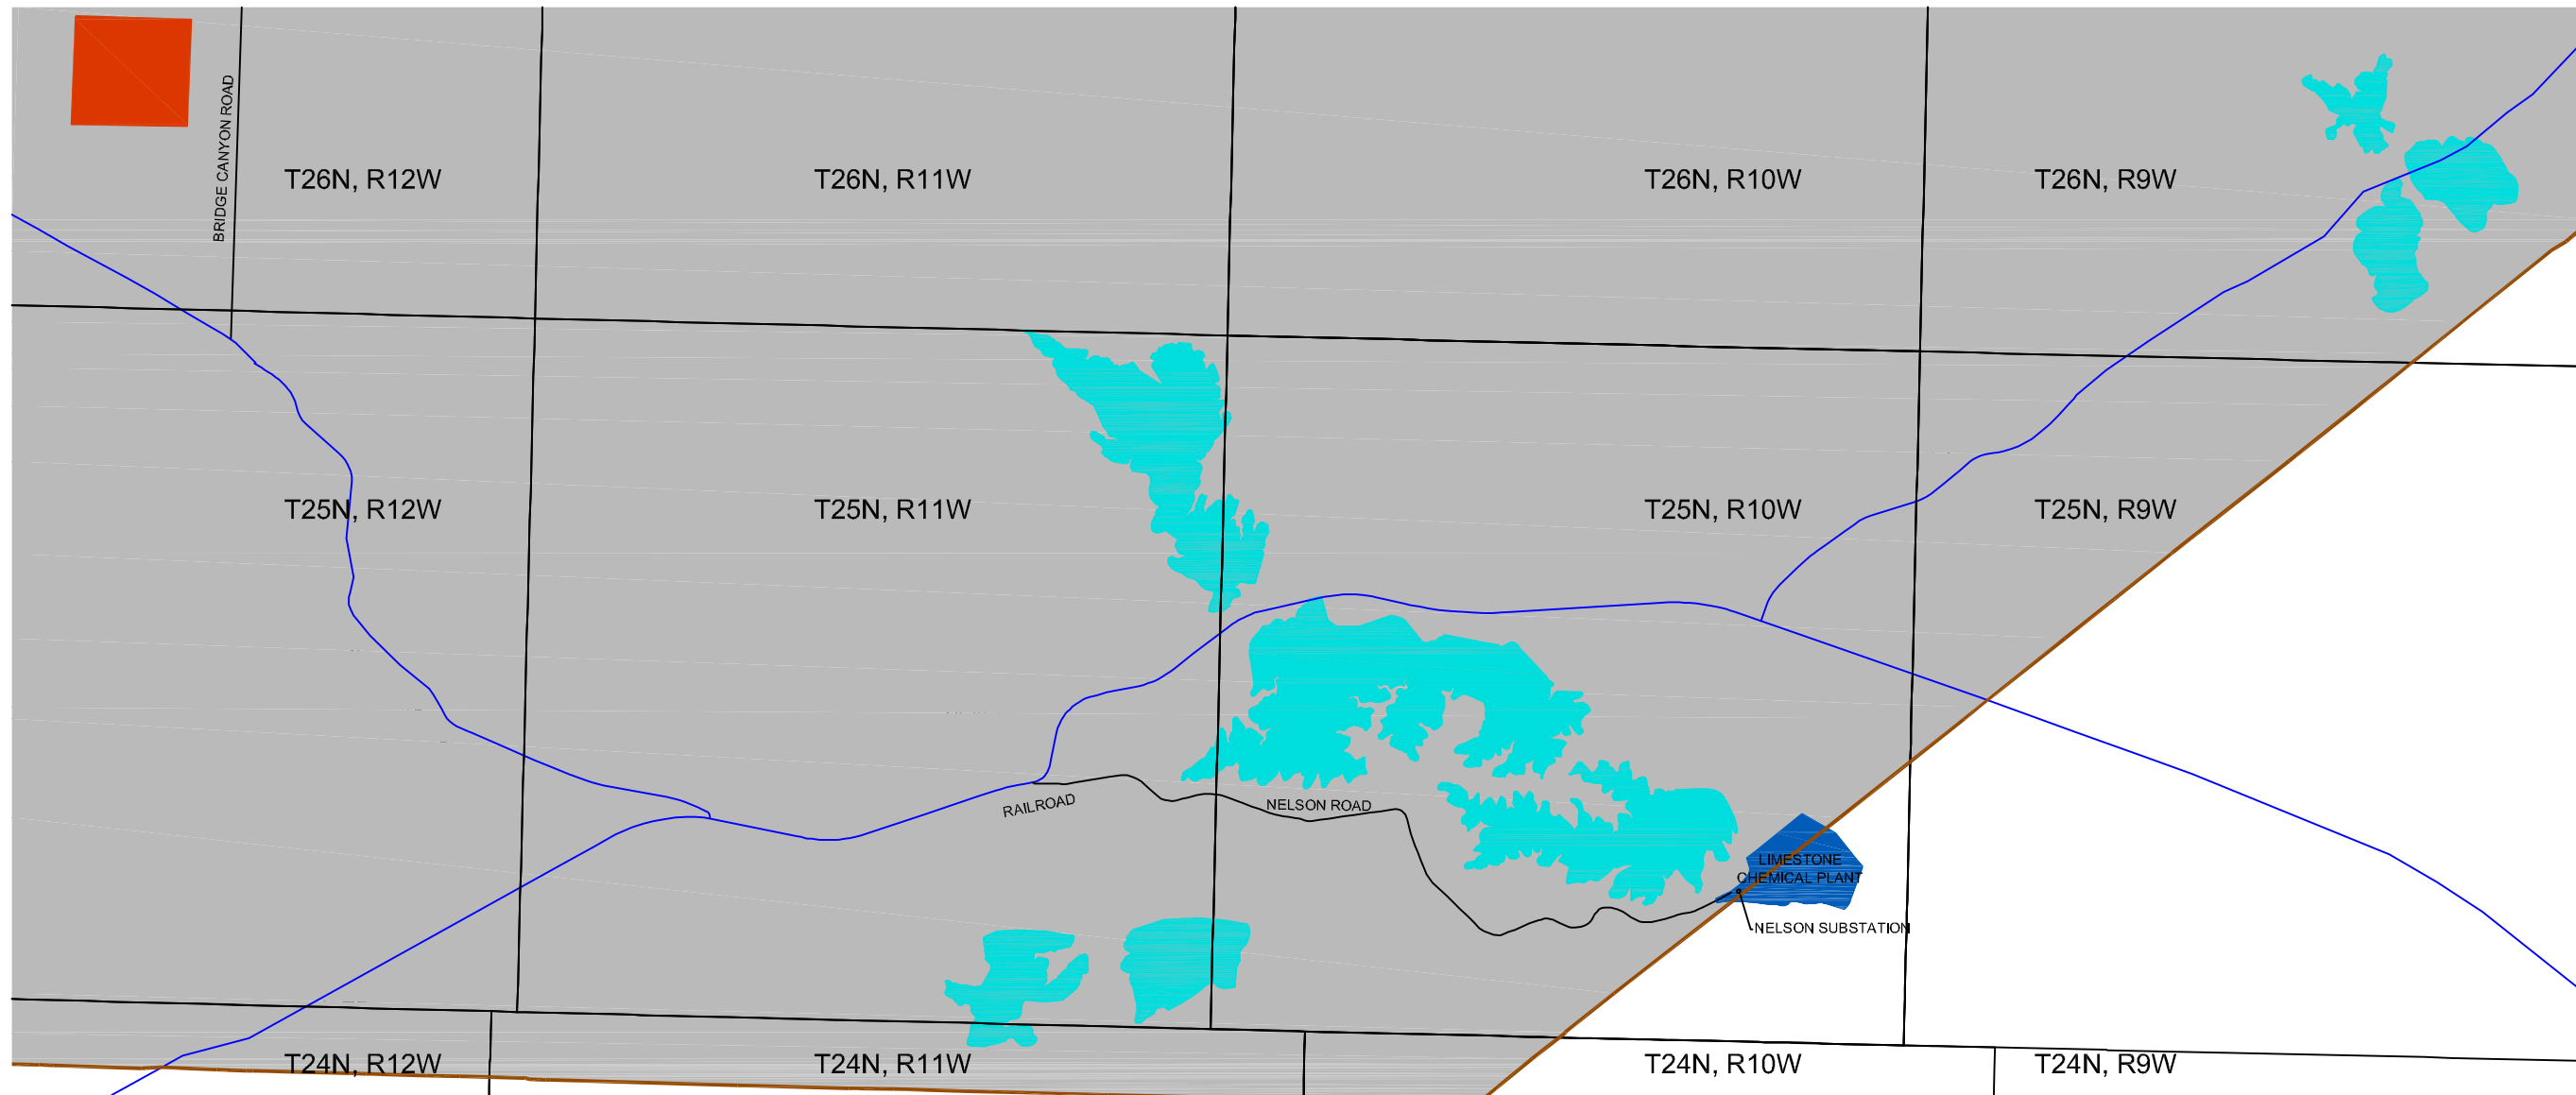 BRIDGE CANYON ROAD
T26N, R12W
T26N, R11W
T26N, R10W
T26N, R9W
T25N, R12W
T25N, R11W
T25N, R10W
T25N, R9W
RAILROAD
NELSON ROAD
LIMESTONE
CHEMICAL PLANT
NELSON SUBSTATION
T24N, R12W
T24N, R11W
T24N, R10W
T24N, R9W